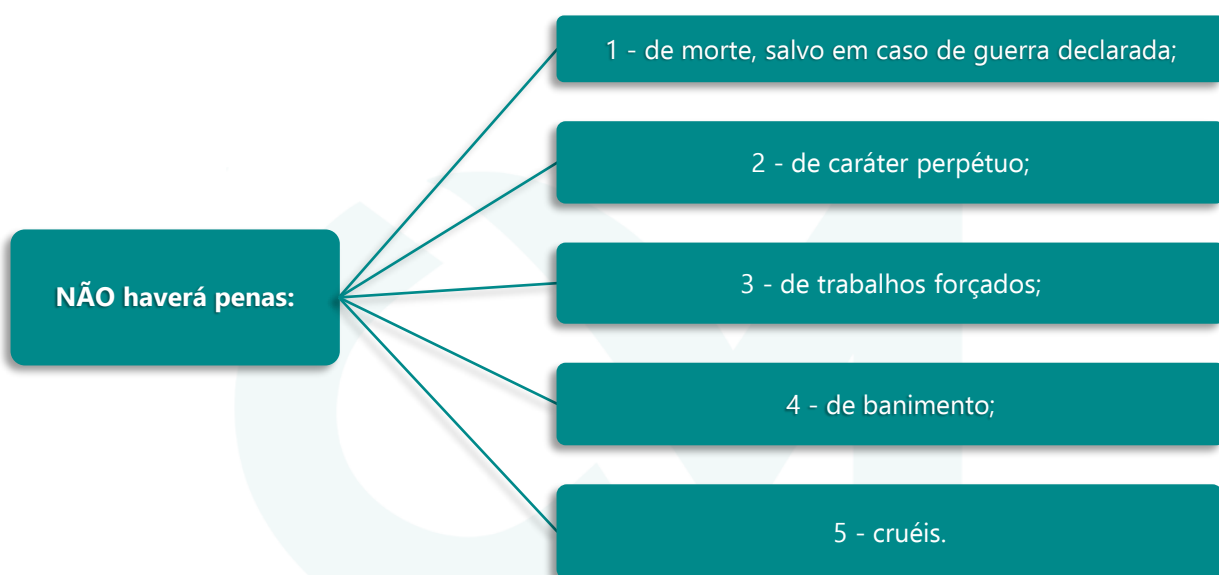 1 - de morte, salvo em caso de guerra declarada;
2 - de caráter perpétuo;
NÃO haverá penas:
3 - de trabalhos forçados;
4 - de banimento;
5 - cruéis.